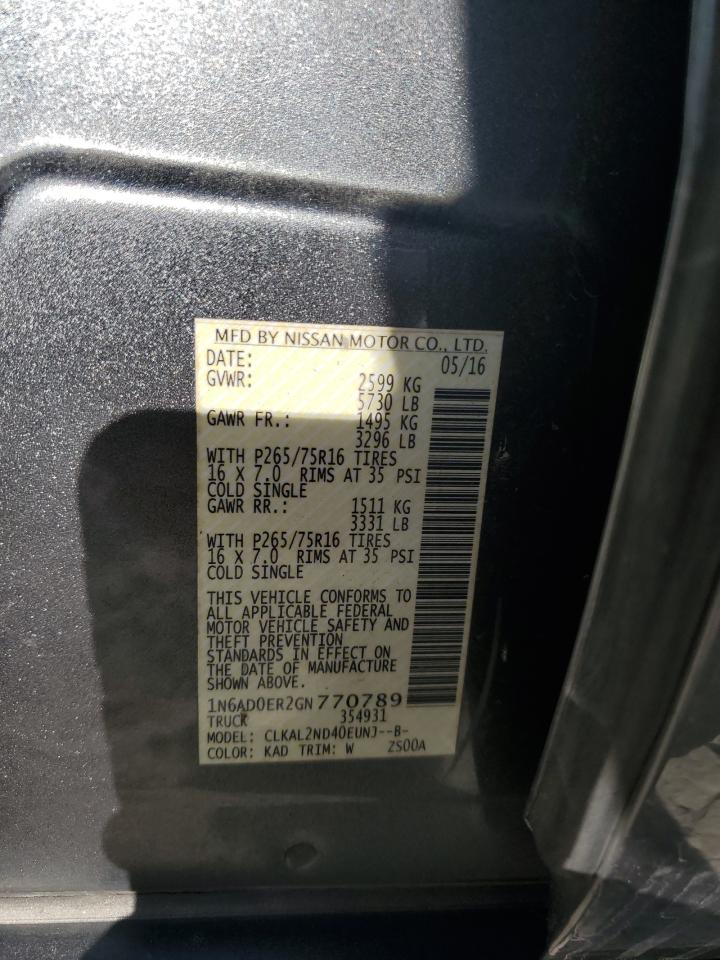 MFD BY NISSAN MOTOR CO., LTD.
DATE: 05/16
GVWR: 2599 KG
5730 LB
GAWR FR.: 1495 KG
3296 LB
WITH P265/75R16 TIRES
16 X 7.0 RIMS AT 35 PSI
COLD SINGLE
GAWR RR.: 1511 KG
3331 LB
WITH P265/75R16 TIRES
16 X 7.0 RIMS AT 35 PSI
COLD SINGLE
THIS VEHICLE CONFORMS TO
ALL APPLICABLE FEDERAL
MOTOR VEHICLE SAFETY AND
THEFT PREVENTION
STANDARDS IN EFFECT ON
THE DATE OF MANUFACTURE
SHOWN ABOVE.
1N6AD0ER2GN770789
TRUCK 354931
MODEL: CLKAL2ND40EUNJ--B-
COLOR: KAD TRIM: W ZS00A